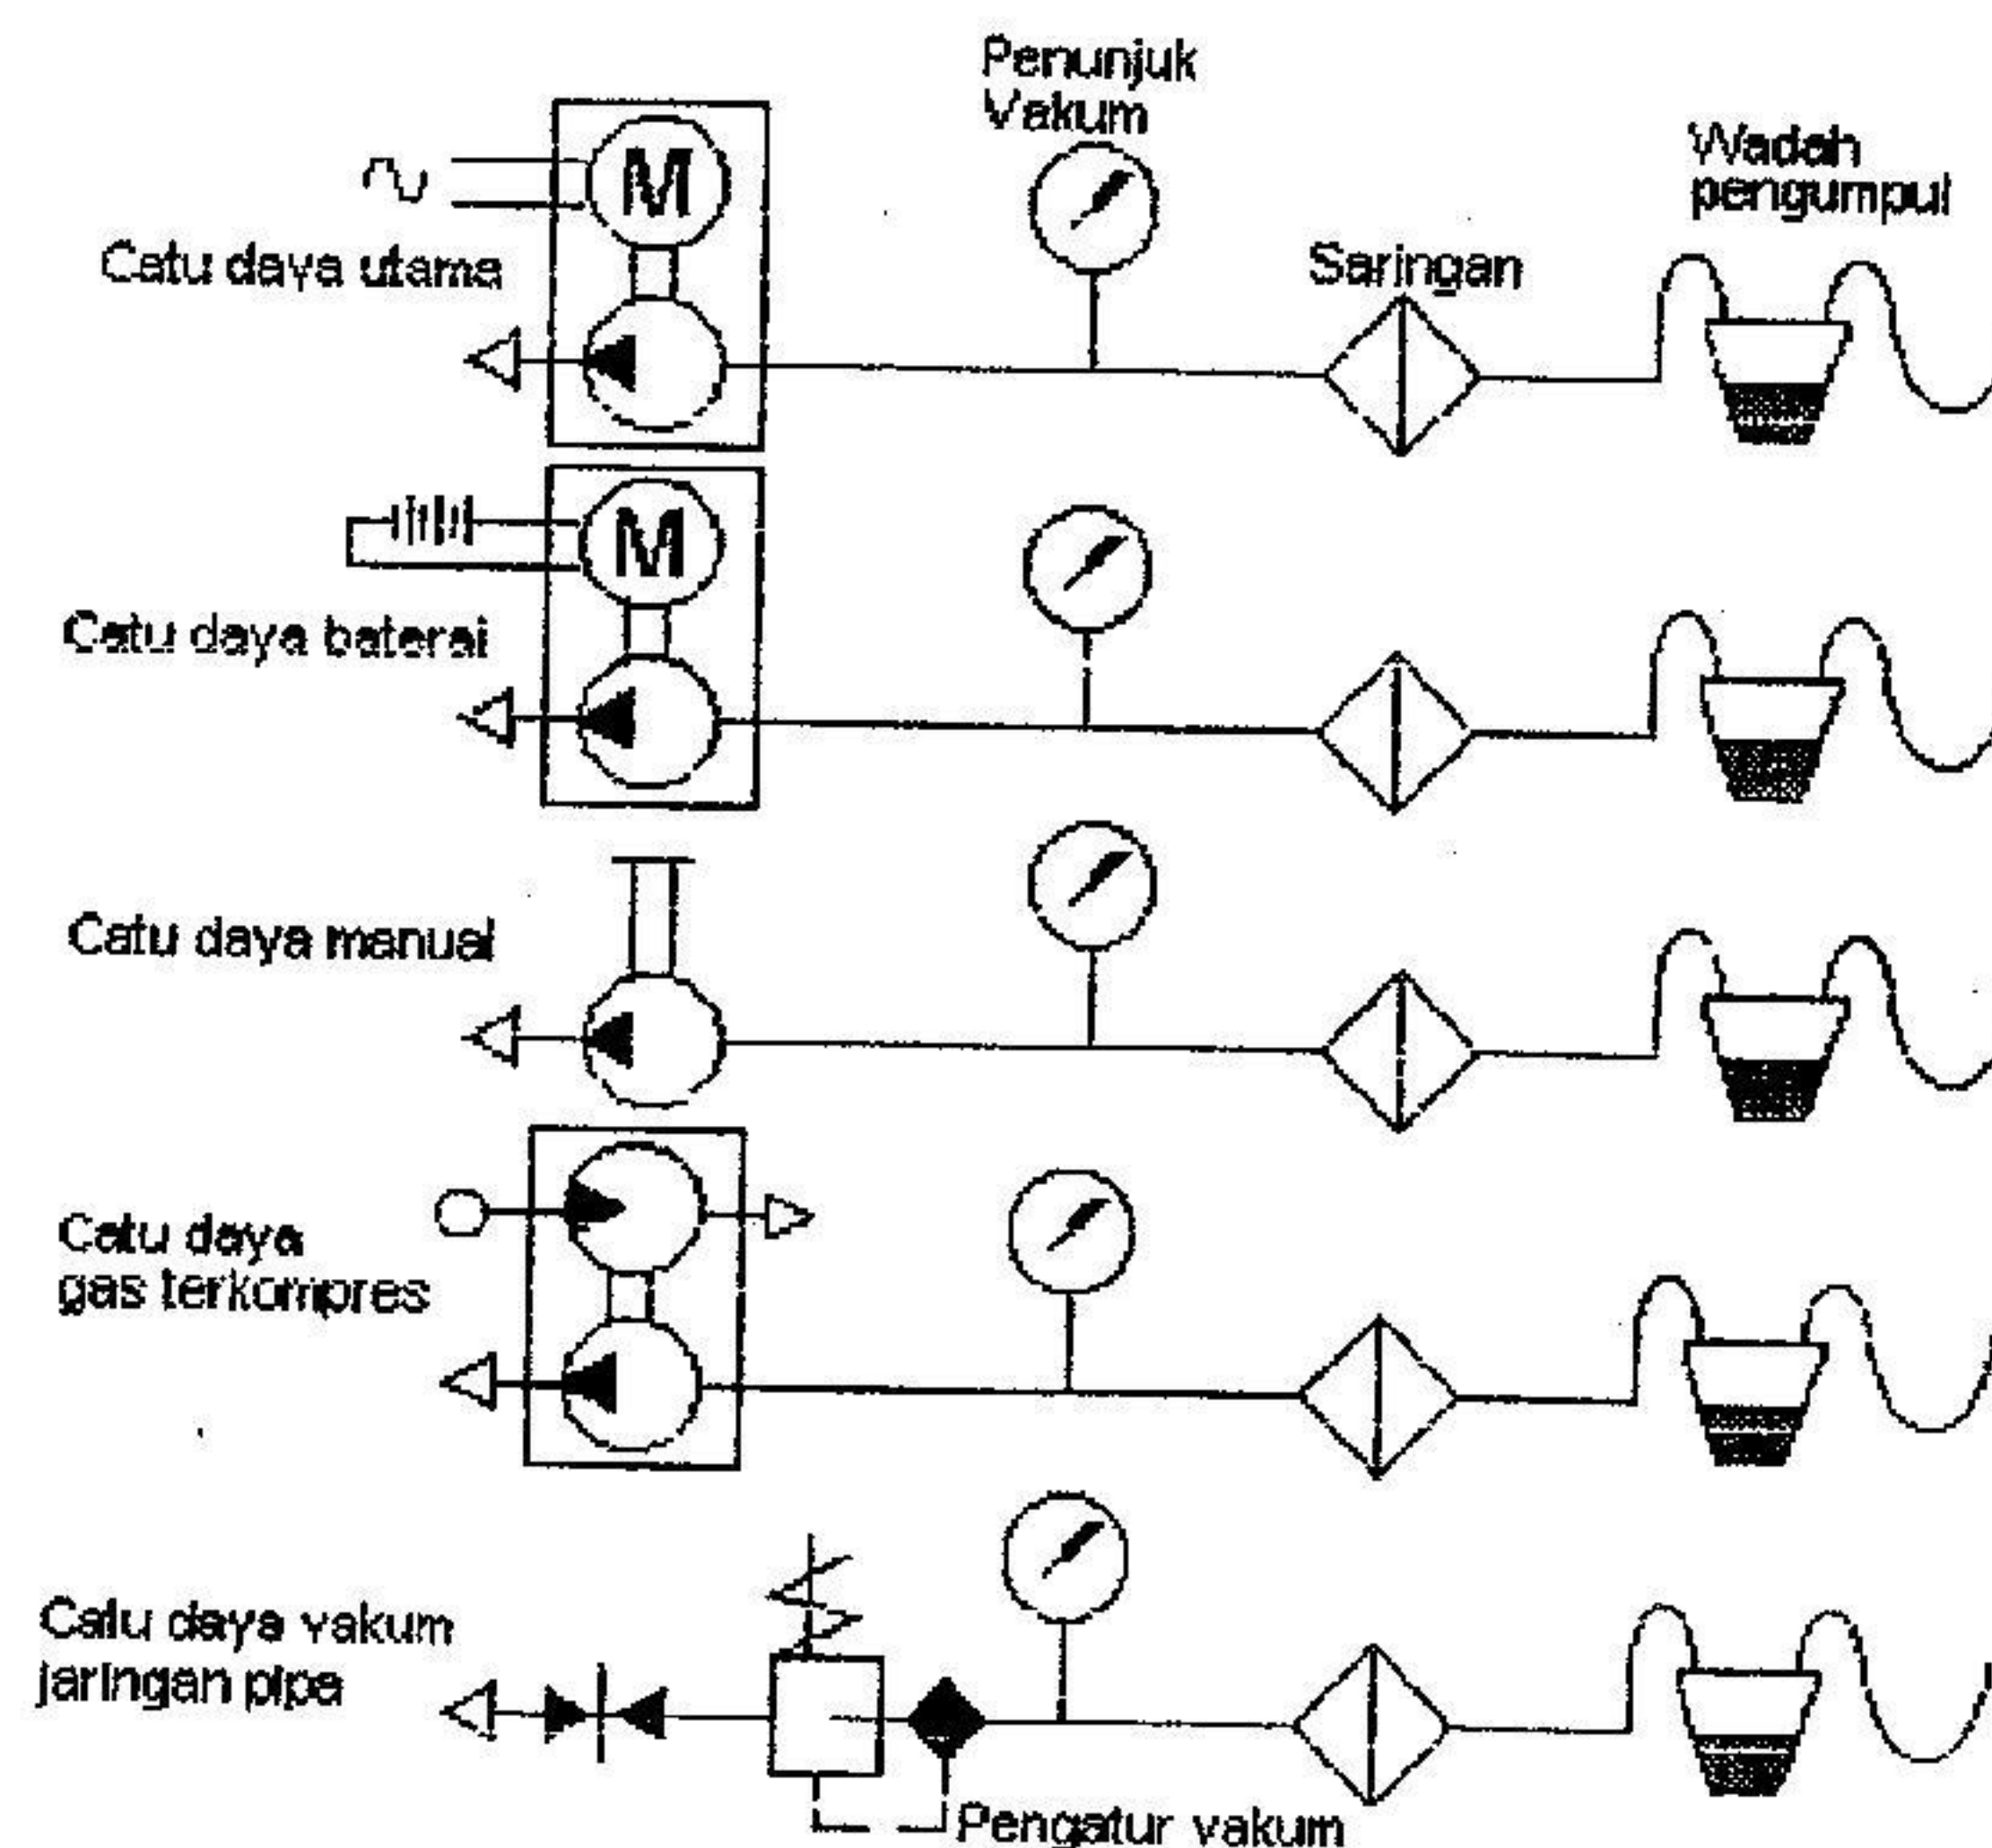 Penunjuk
Vakum
Wadah
pengumpul
Saringan
M
Catu daya utama
M
Catu daya baterai
Catu daya manual
Catu daya
gas terkompres
Catu daya vakum
jaringan pipa
Pengatur vakum